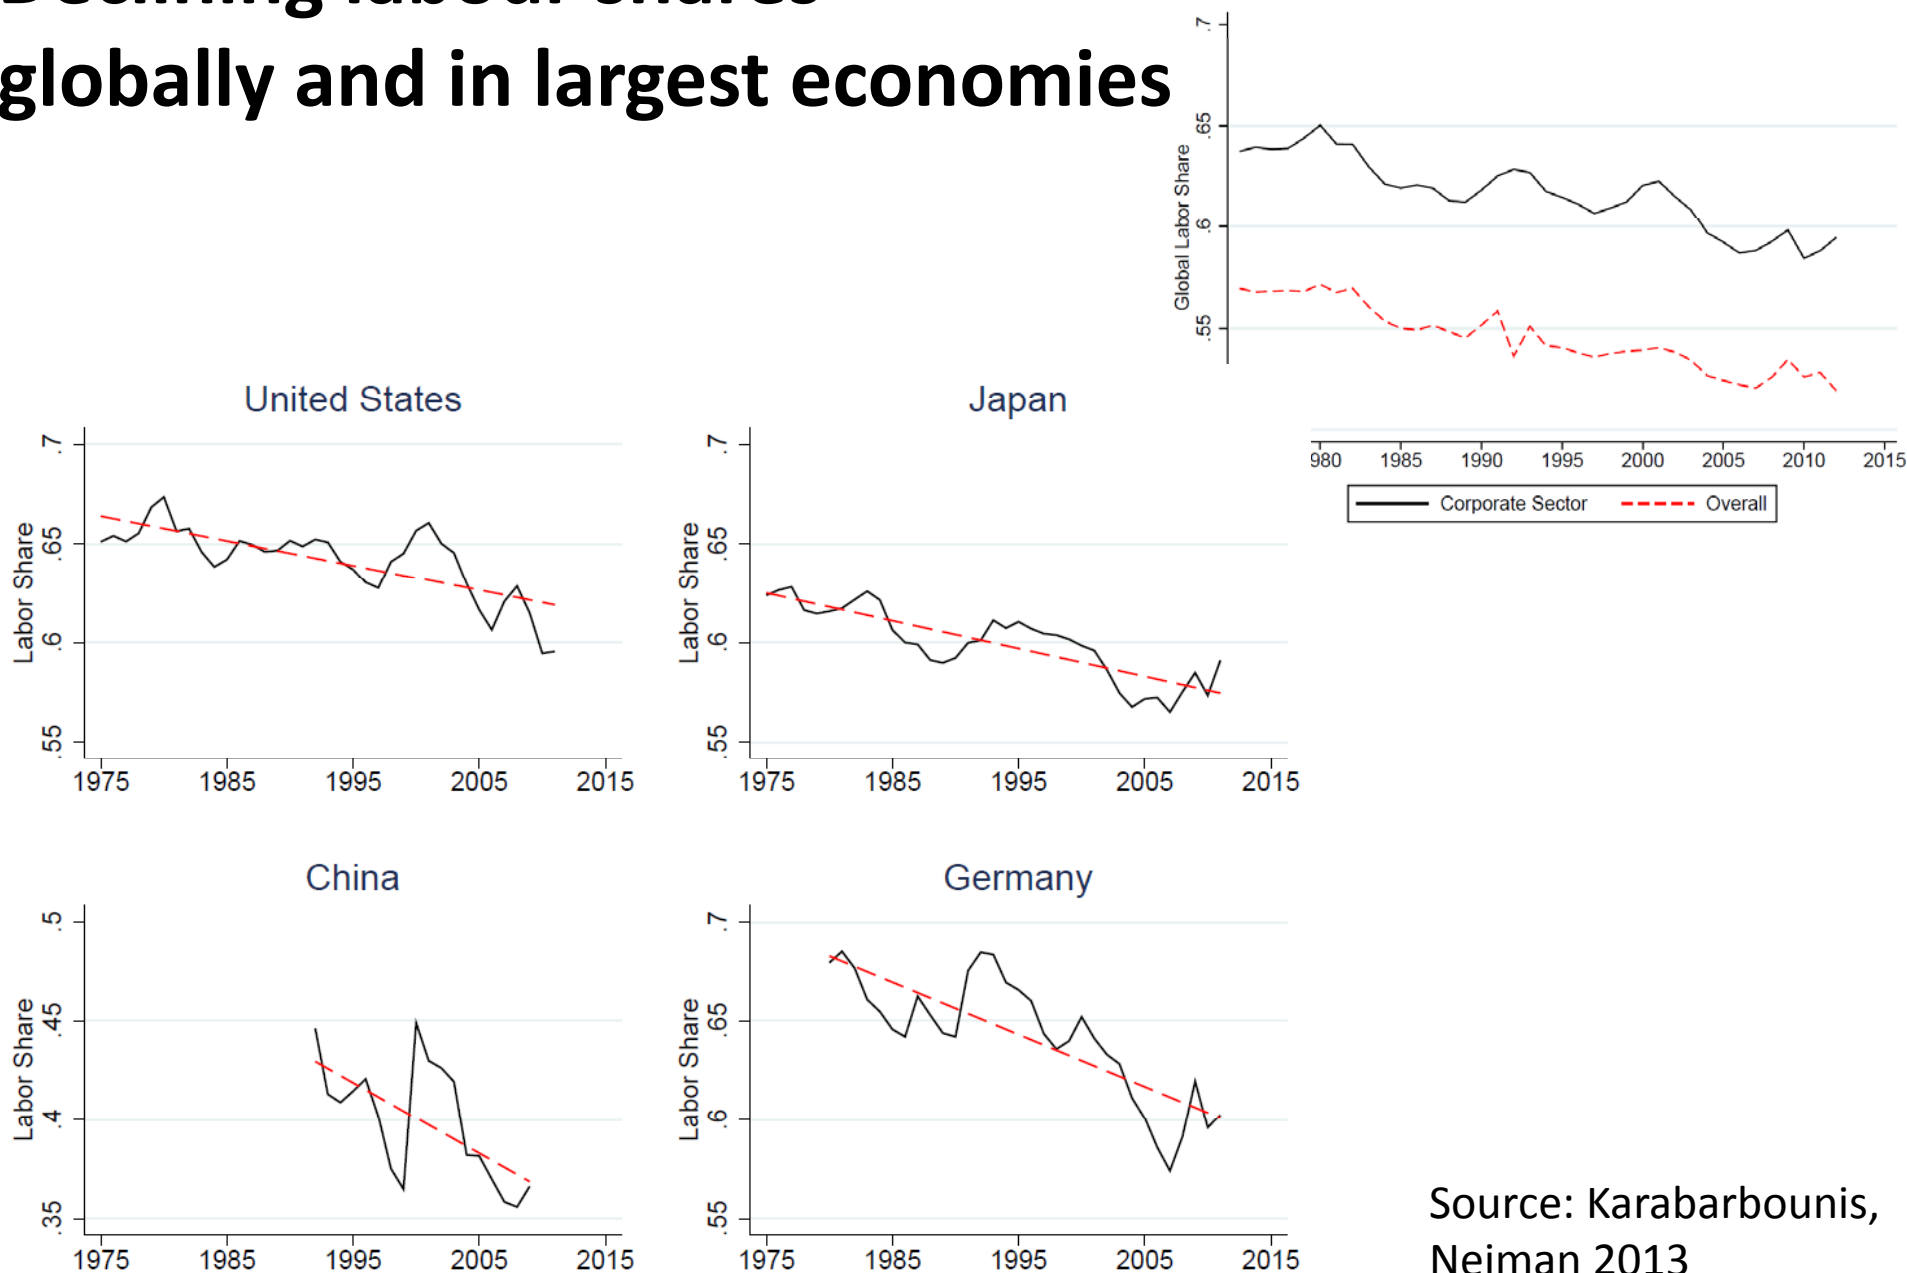 Declining labour shares
globally and in largest economies
.7
.65
.6
.55
Global Labor Share
980 1985 1990 1995 2000 2005 2010 2015
Corporate Sector Overall
United States
.7
.65
.6
.55
Labor Share
1975 1985 1995 2005 2015
Japan
.7
.65
.6
.55
Labor Share
1975 1985 1995 2005 2015
China
.5
.45
.4
.35
Labor Share
1975 1985 1995 2005 2015
Germany
.7
.65
.6
.55
Labor Share
1975 1985 1995 2005 2015
Source: Karabarbounis,
Neiman 2013